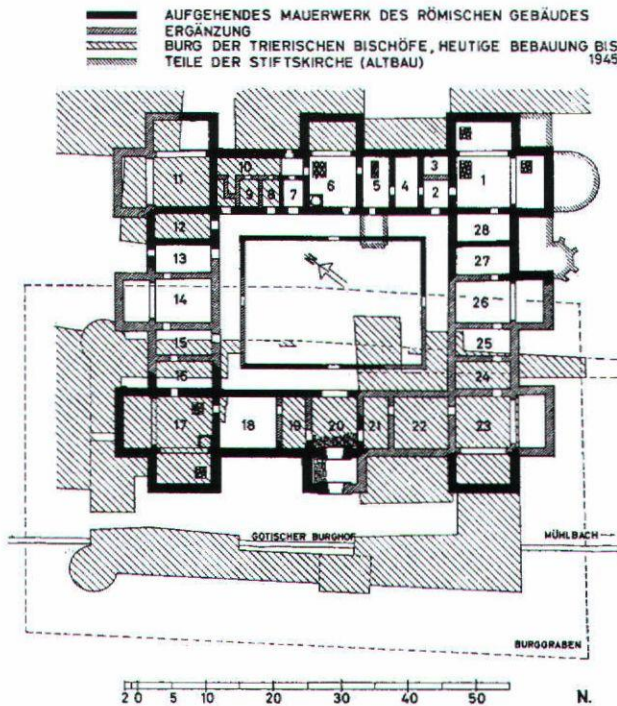 AUFGEHENDES MAUERWERK DES RÖMISCHEN GEBÄUDES
ERGÄNZUNG
BURG DER TRIERISCHEN BISCHÖFE, HEUTIGE BEBAUUNG BIS 1945
TEILE DER STIFTSKIRCHE (ALTBAU)
10 3
11 9 8 7 6 5 4 2 1
12 28
13 27
14 26
15 25
16 24
17 18 19 20 21 22 23
GOTISCHER BURGHOF MÜHLBACH
BURGGRABEN
2 0 5 10 20 30 40 50 N.